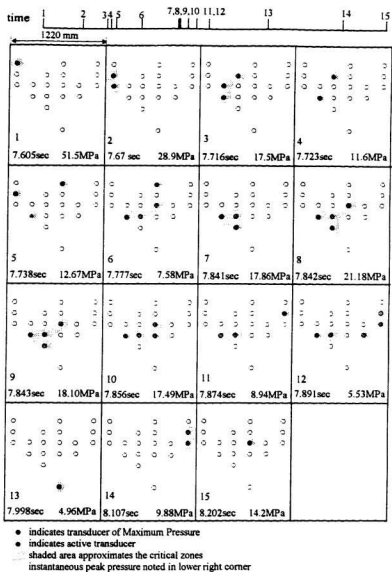 time 1 2 3 4 5 6 7,8,9,10 11,12 13 14 15
1220 mm
1
7.605sec 51.5MPa
2
7.67 sec 28.9MPa
3
7.716sec 17.5MPa
4
7.723sec 11.6MPa
5
7.738sec 12.67MPa
6
7.777sec 7.58MPa
7
7.841sec 17.86MPa
8
7.842sec 21.18MPa
9
7.843sec 18.10MPa
10
7.856sec 17.49MPa
11
7.874sec 8.94MPa
12
7.891sec 5.53MPa
13
7.998sec 4.96MPa
14
8.107sec 9.88MPa
15
8.202sec 14.2MPa
indicates transducer of Maximum Pressure
indicates active transducer
shaded area approximates the critical zones
instantaneous peak pressure noted in lower right corner